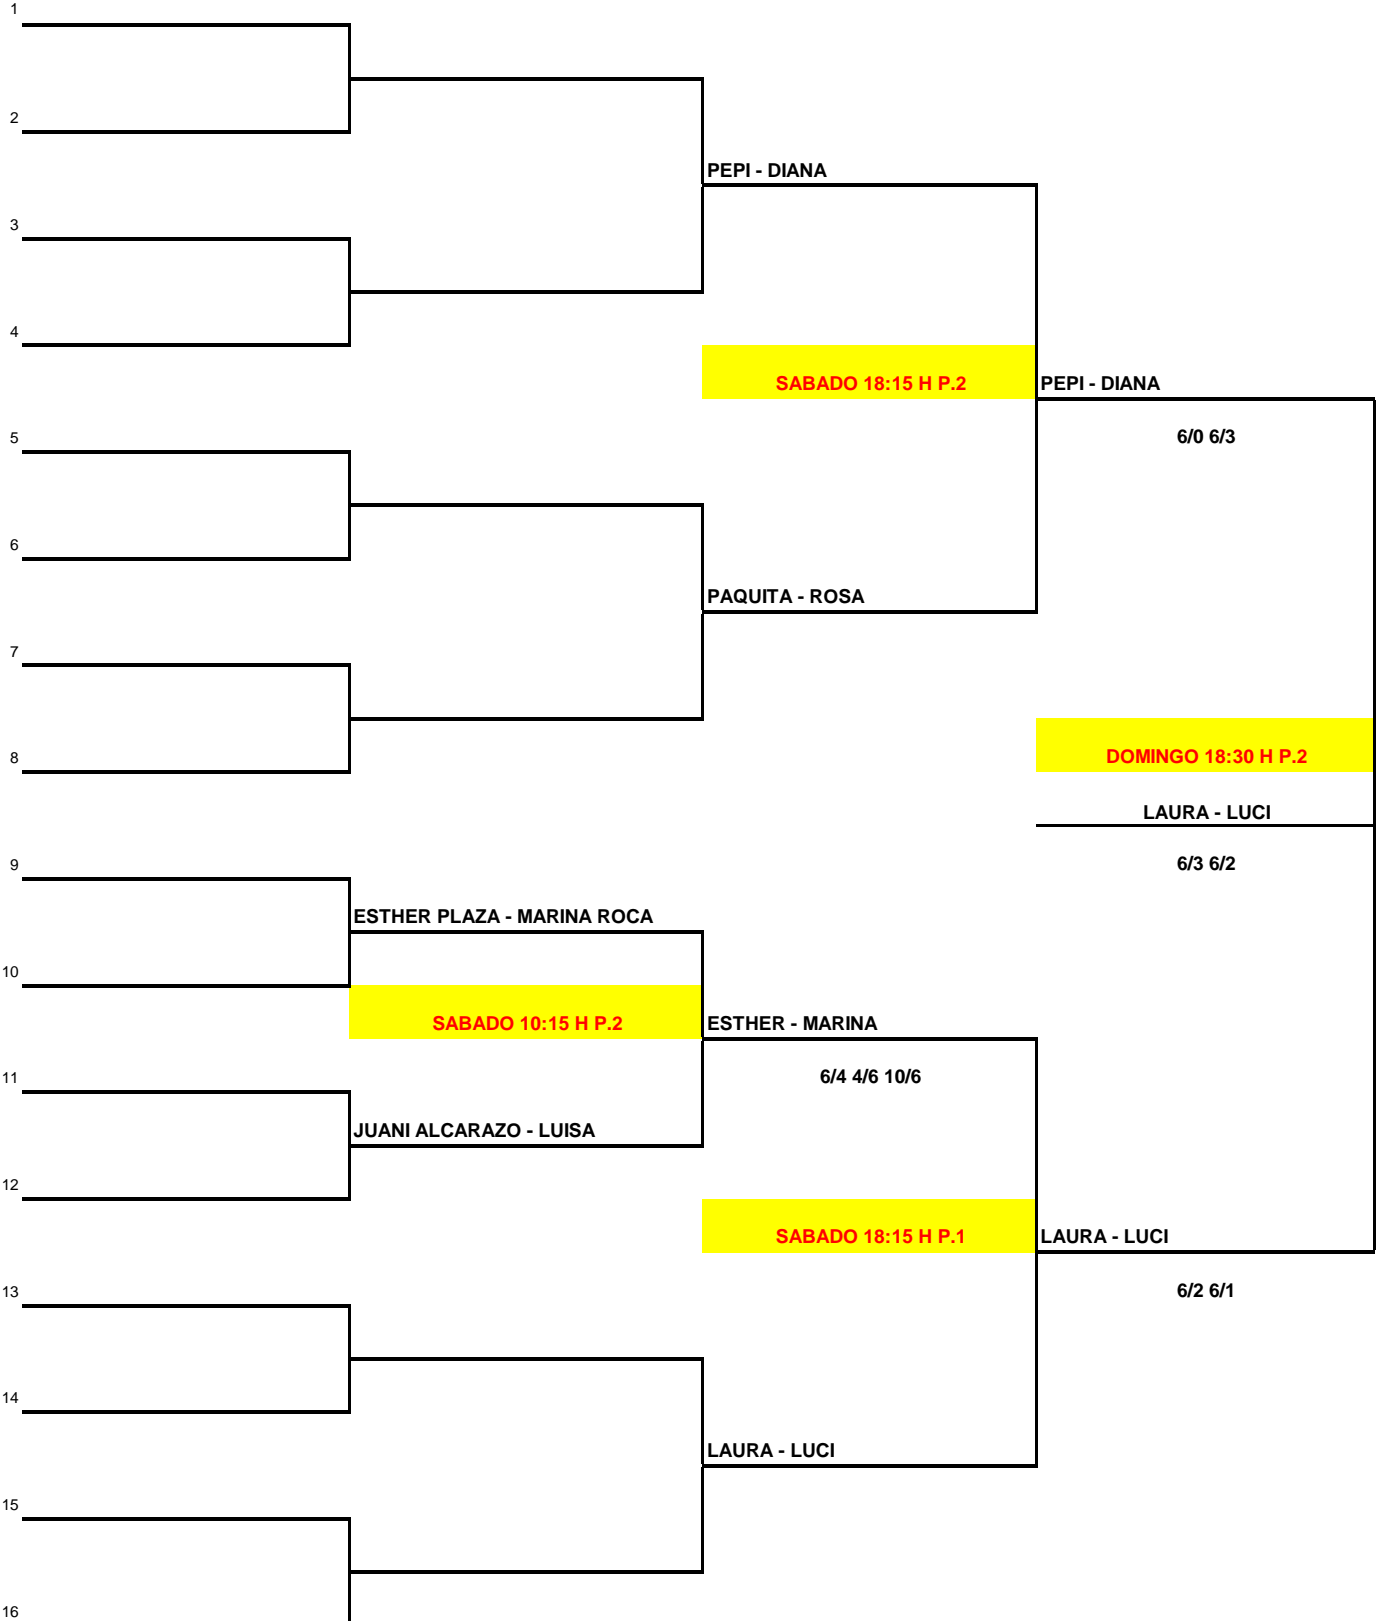 1
2
PEPI - DIANA
3
4
SABADO 18:15 H P.2
PEPI - DIANA
5
6/0 6/3
6
PAQUITA - ROSA
7
8
DOMINGO 18:30 H P.2
LAURA - LUCI
9
6/3 6/2
ESTHER PLAZA - MARINA ROCA
10
SABADO 10:15 H P.2
ESTHER - MARINA
11
6/4 4/6 10/6
JUANI ALCARAZO - LUISA
12
SABADO 18:15 H P.1
LAURA - LUCI
13
6/2 6/1
14
LAURA - LUCI
15
16